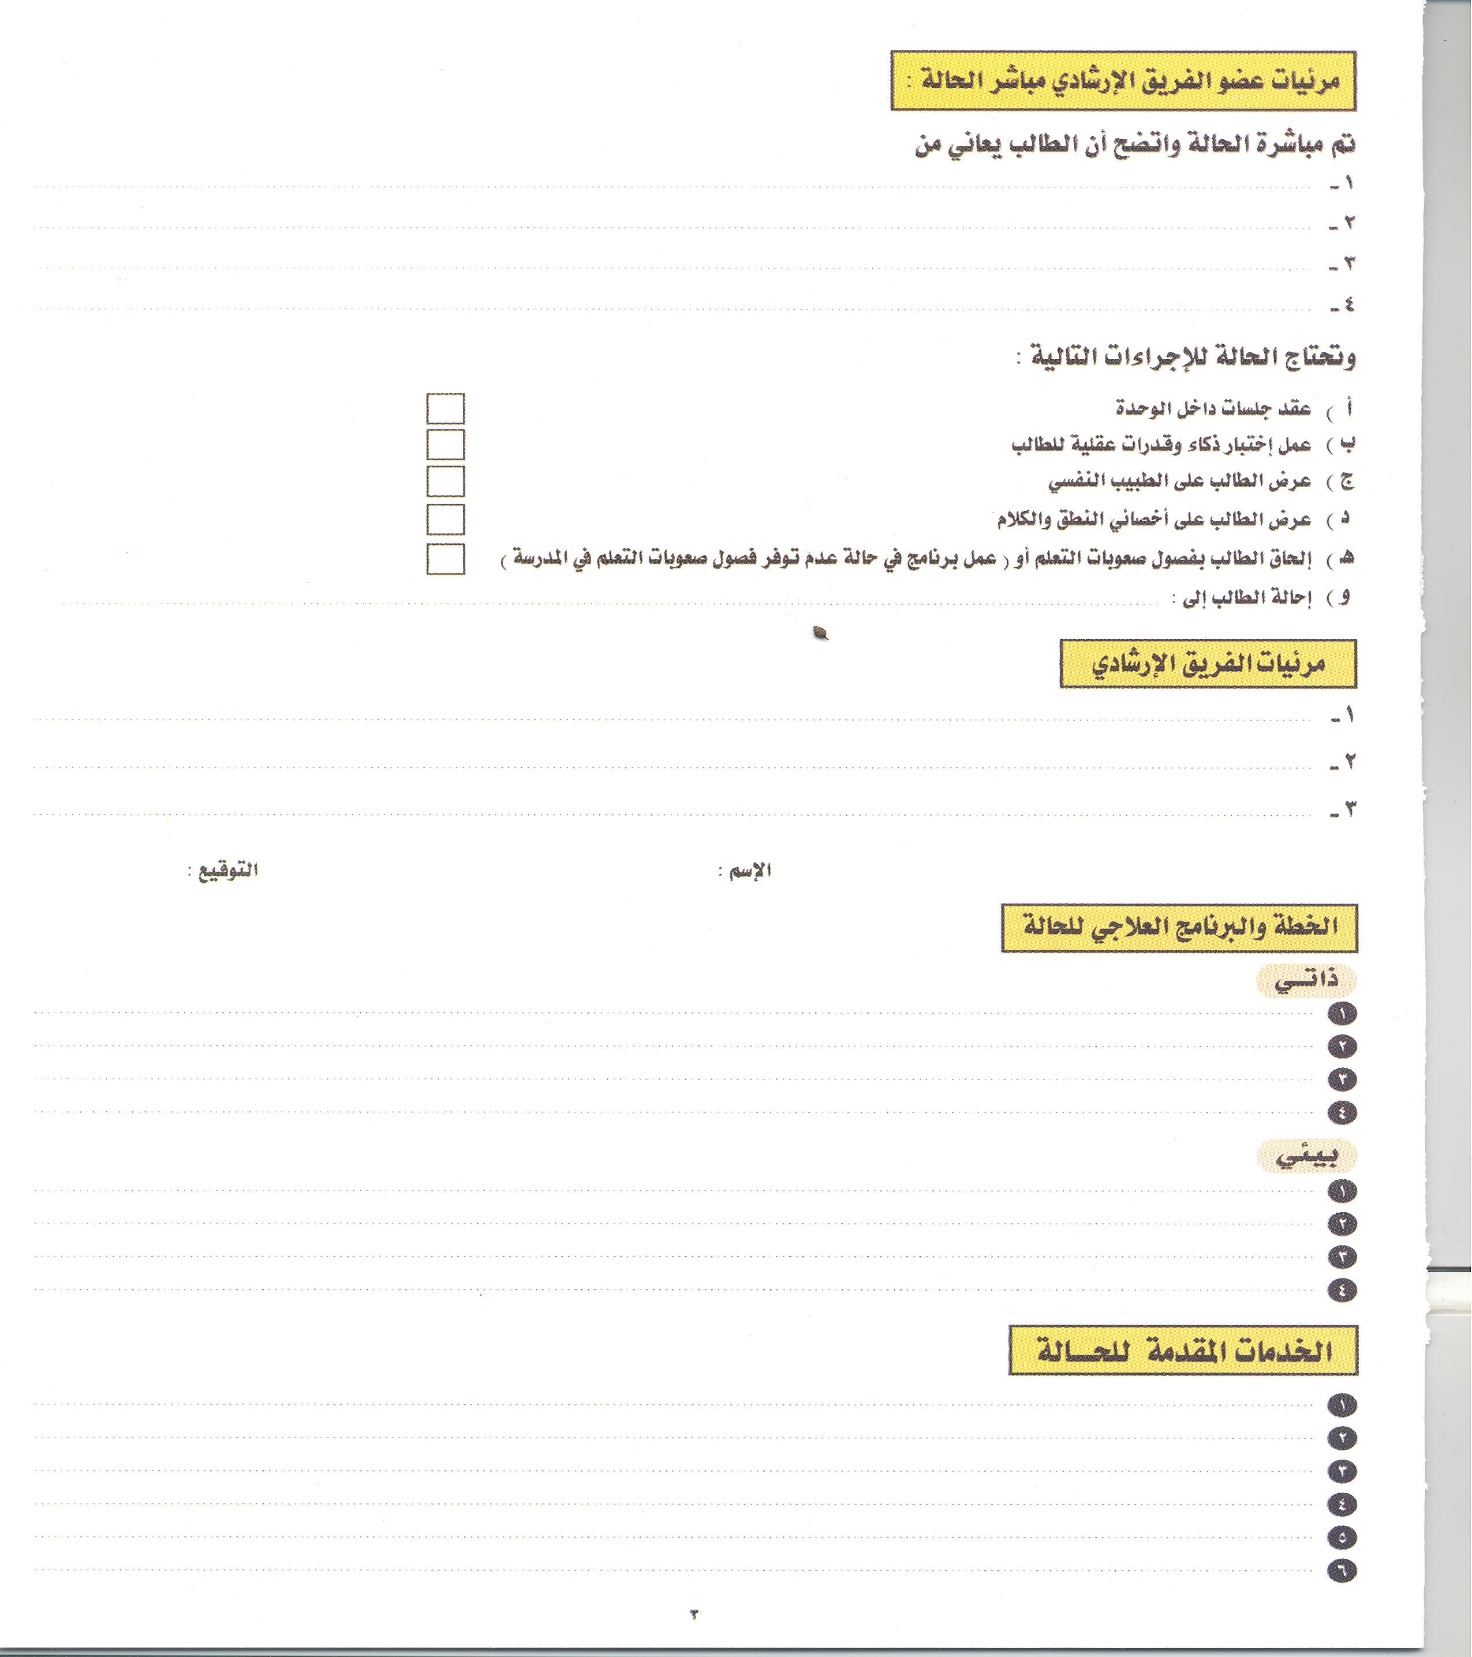 مرئيات عضو الفريق الإرشادي مباشر الحالة :
تم مباشرة الحالة واتضح أن الطالب يعاني من
١ ـ
٢ ـ
٣ ـ
٤ ـ
وتحتاج الحالة للإجراءات التالية :
أ ) عقد جلسات داخل الوحدة
ب ) عمل إختبار ذكاء وقدرات عقلية للطالب
ج ) عرض الطالب على الطبيب النفسي
د ) عرض الطالب على أخصائي النطق والكلام
هـ ) إلحاق الطالب بفصول صعوبات التعلم أو ( عمل برنامج في حالة عدم توفر فصول صعوبات التعلم في المدرسة )
و ) إحالة الطالب إلى :
مرئيات الفريق الإرشادي
١ ـ
٢ ـ
٣ ـ
الإسم : التوقيع :
الخطة والبرنامج العلاجي للحالة
ذاتـــي
١
٢
٣
٤
بيـئي
١
٢
٣
٤
الخدمات المقدمة للحـــالة
١
٢
٣
٤
٥
٦
٣